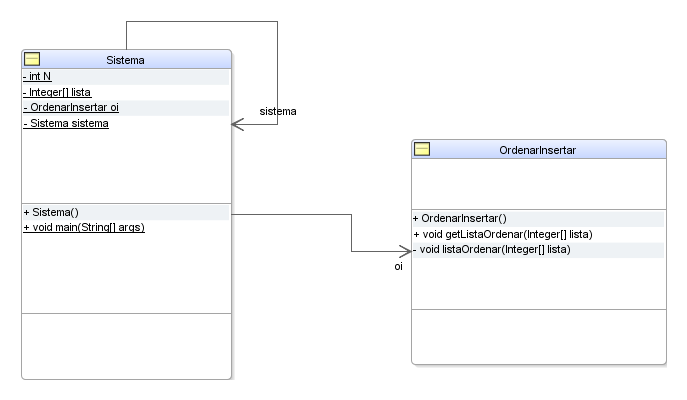 Sistema
- int N
- Integer[] lista
- OrdenarInsertar oi
- Sistema sistema
+ Sistema()
+ void main(String[] args)
sistema
OrdenarInsertar
+ OrdenarInsertar()
+ void getListaOrdenar(Integer[] lista)
- void listaOrdenar(Integer[] lista)
oi